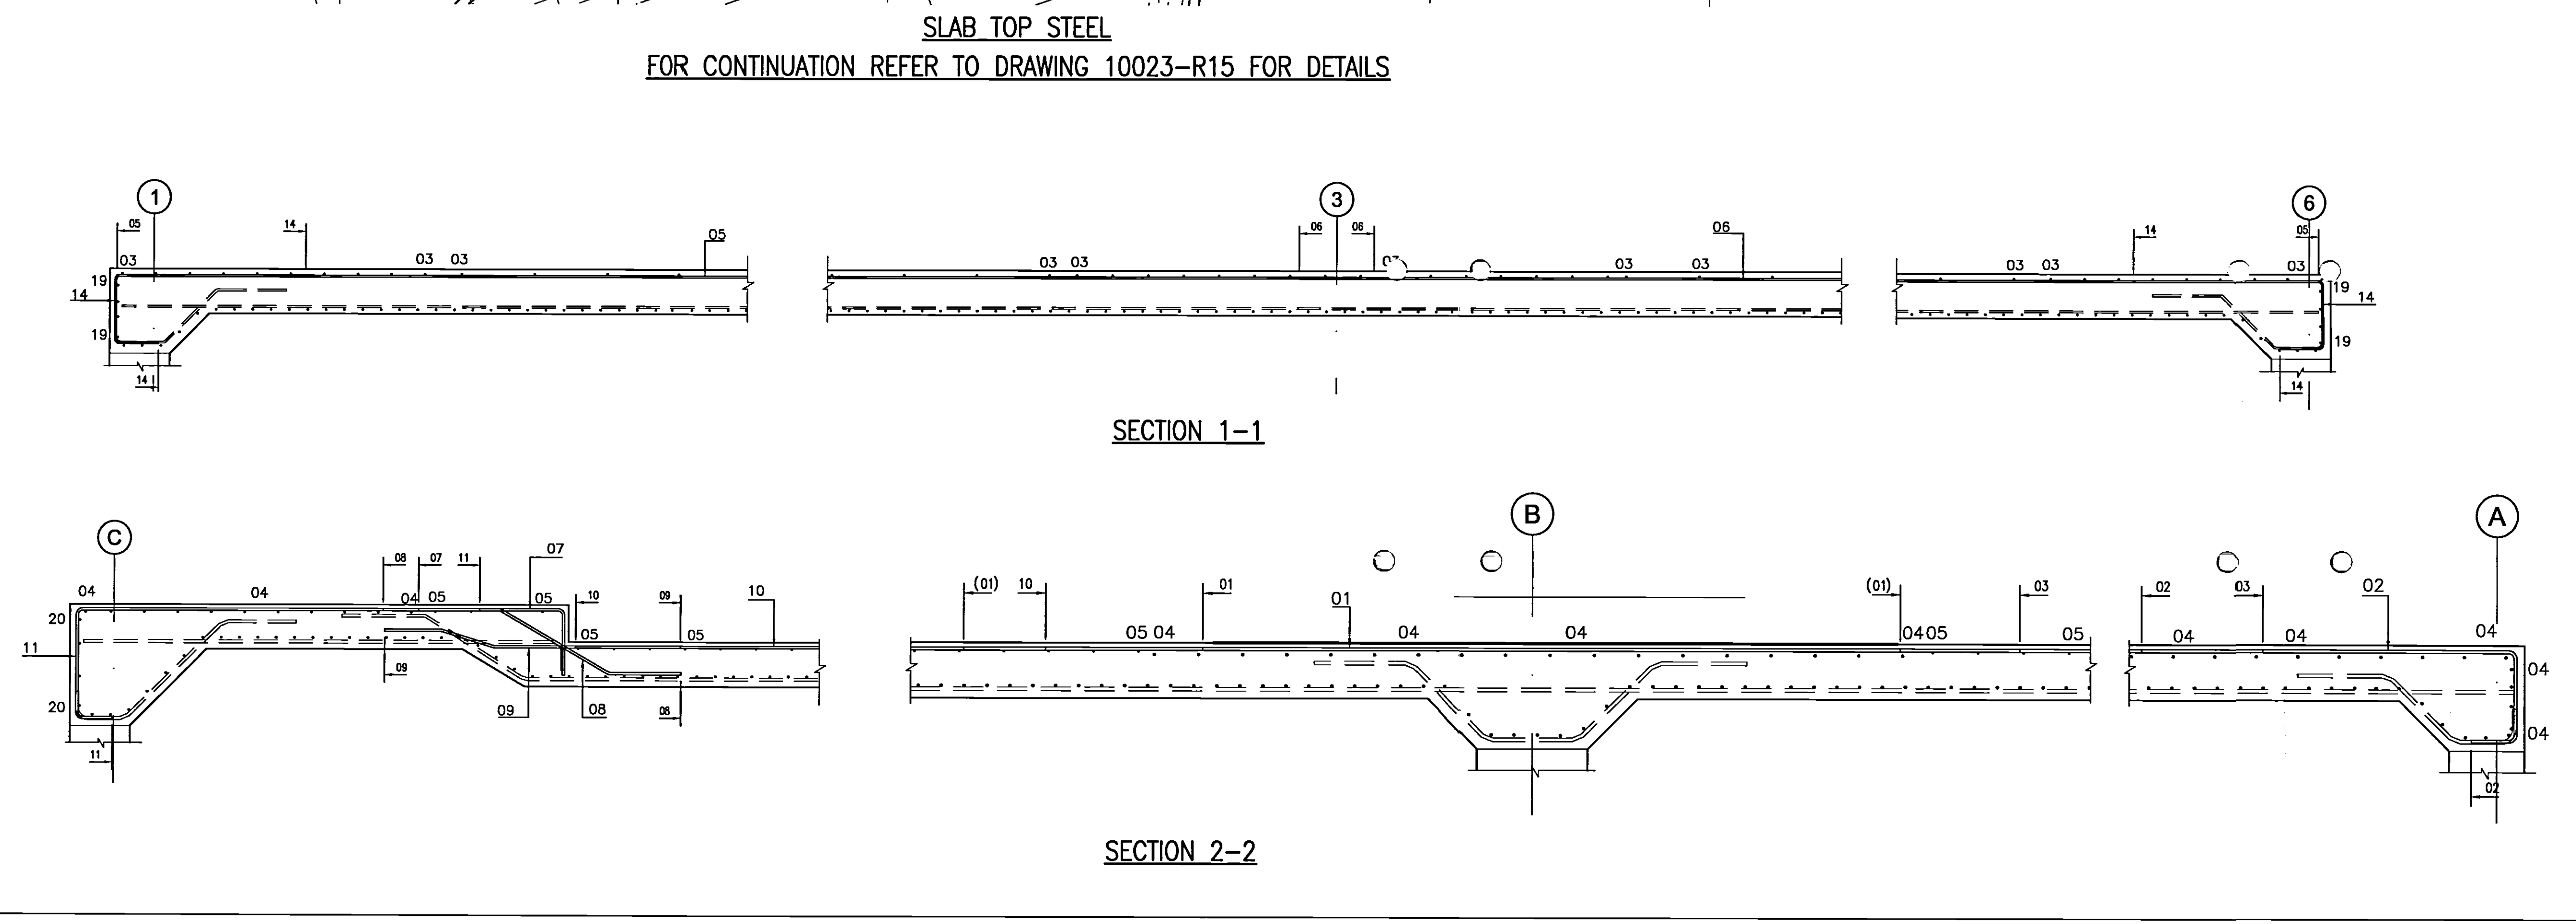 SLAB TOP STEEL
FOR CONTINUATION REFER TO DRAWING 10023-R15 FOR DETAILS
1 3 6
05 14 05 06 06 06 14 05
03 03 03 03 03 03 03 03 03 03
19 19
14 14
19 19
14 14
SECTION 1-1
C B A
08 07 11 07 10 09 10 (01) 10 01 01 (01) 03 02 03 02
04 04 04 05 05 05 05 05 04 04 04 04 05 05 04 04 04
20 04
11
09
20 09 08 08 04
11 02
SECTION 2-2